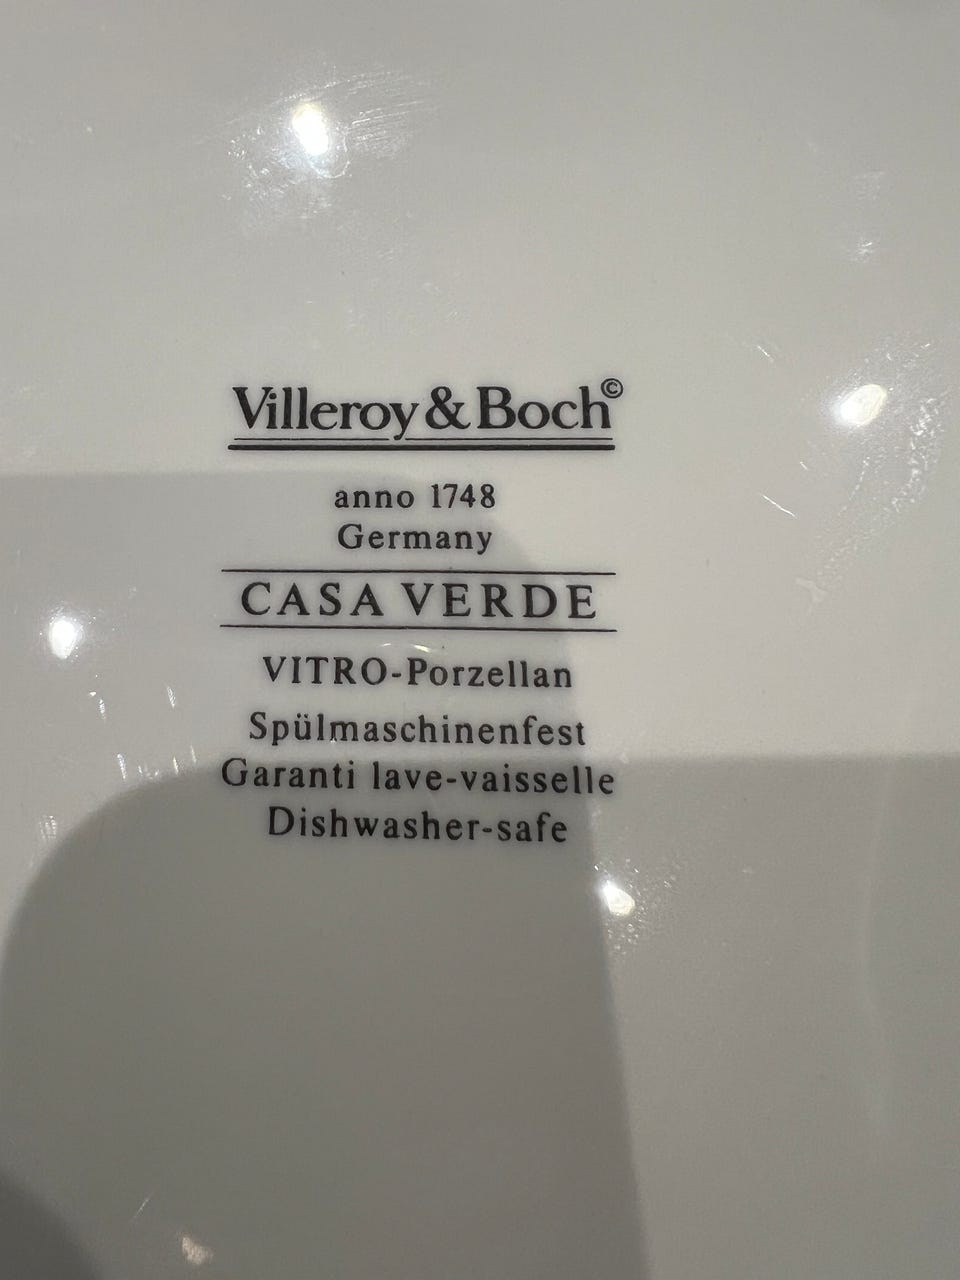 Villeroy & Boch©
anno 1748
Germany
CASA VERDE
VITRO-Porzellan
Spülmaschinenfest
Garanti lave-vaisselle
Dishwasher-safe